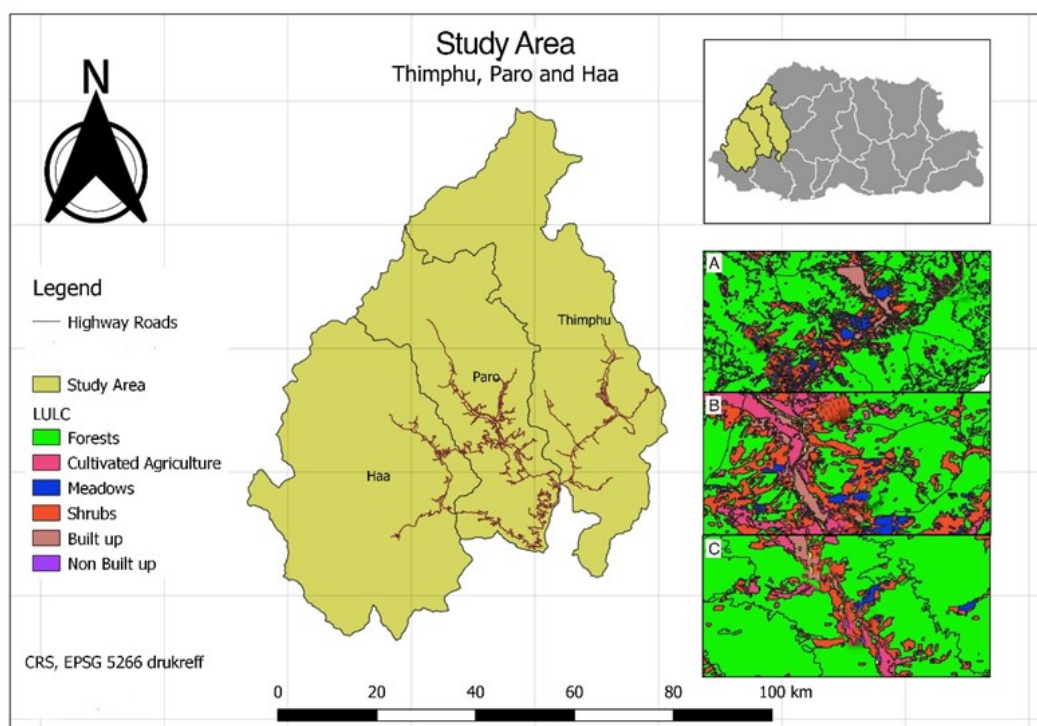 Study Area
Thimphu, Paro and Haa
N
Legend
Highway Roads
Study Area
LULC
Forests
Cultivated Agriculture
Meadows
Shrubs
Built up
Non Built up
CRS, EPSG 5266 drukreff
Thimphu
Paro
Haa
A
B
C
0 20 40 60 80 100 km